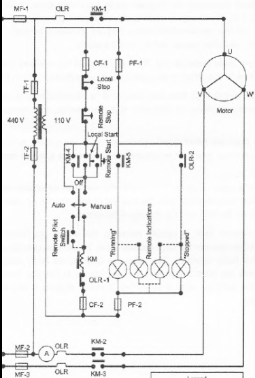 MF-1
OLR
KM-1
CF-1
PF-1
Local
Stop
U
TF-1
V
W
Motor
440 V
110 V
Remote
Stop
Local Start
Remote Start
KM-4
KM-5
OLR-2
TF-2
Off
Auto
Manual
Remote Pilot
Switch
KM
"Running"
Remote Indications
"Stopped"
OLR -1
CF-2
PF-2
MF-2
OLR
KM-2
A
MF-3
OLR
KM-3